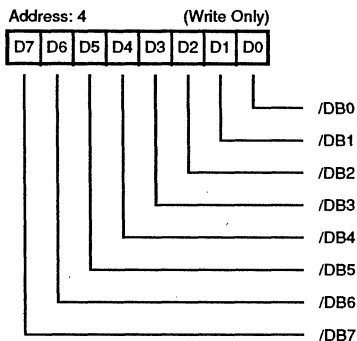 Address: 4 (Write Only)
D7 D6 D5 D4 D3 D2 D1 D0
/DB0
/DB1
/DB2
/DB3
/DB4
/DB5
/DB6
/DB7